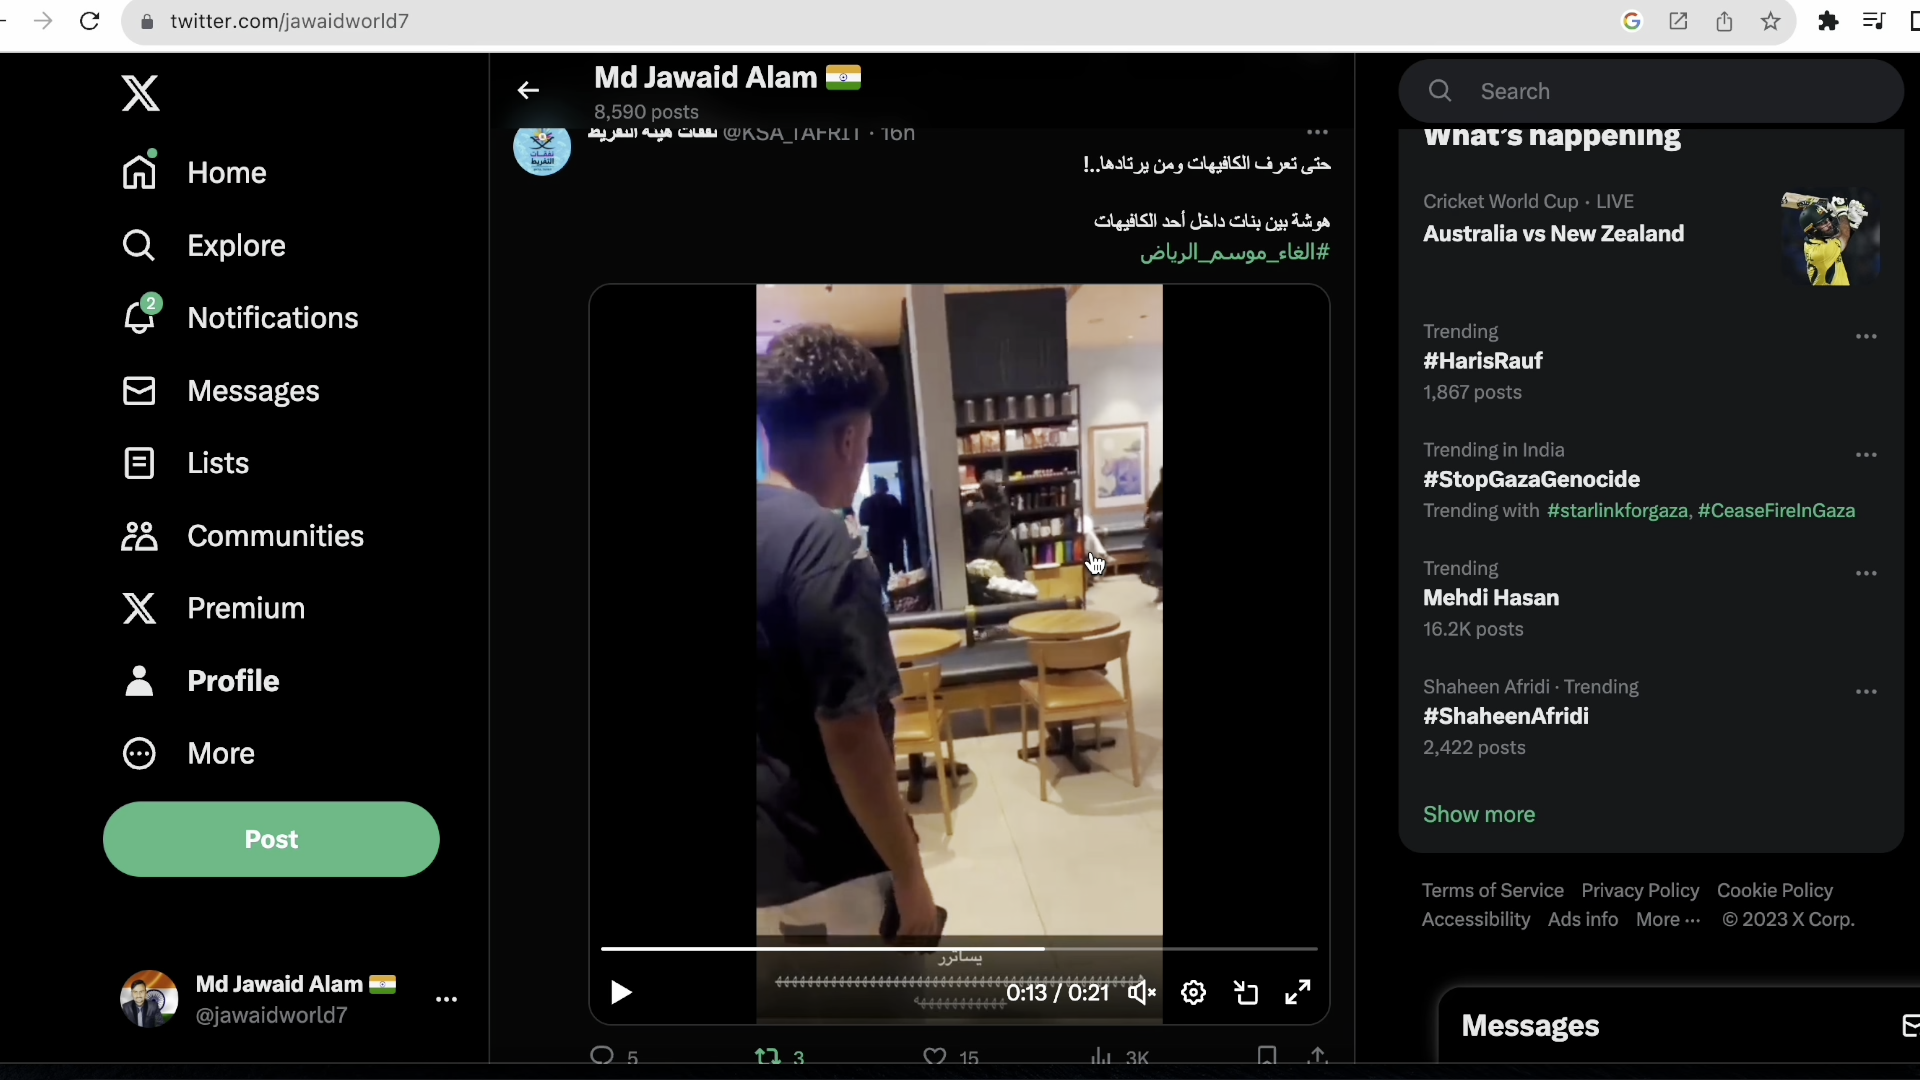 twitter.com/jawaidworld7
Md Jawaid Alam
8,590 posts
Home
Explore
2
Notifications
Messages
Lists
Communities
Premium
Profile
More
Post
Md Jawaid Alam
@jawaidworld7
نفقات هيئة التفريط @KSA_TAFRIT · 16h
حتى تعرف الكافيهات ومن يرتادها..!
هوشة بين بنات داخل أحد الكافيهات
#الغاء_موسم_الرياض
0:13 / 0:21
5
3
15
3K
Search
What's happening
Cricket World Cup · LIVE
Australia vs New Zealand
Trending
#HarisRauf
1,867 posts
Trending in India
#StopGazaGenocide
Trending with #starlinkforgaza, #CeaseFireInGaza
Trending
Mehdi Hasan
16.2K posts
Shaheen Afridi · Trending
#ShaheenAfridi
2,422 posts
Show more
Terms of Service Privacy Policy Cookie Policy
Accessibility Ads info More ··· © 2023 X Corp.
Messages